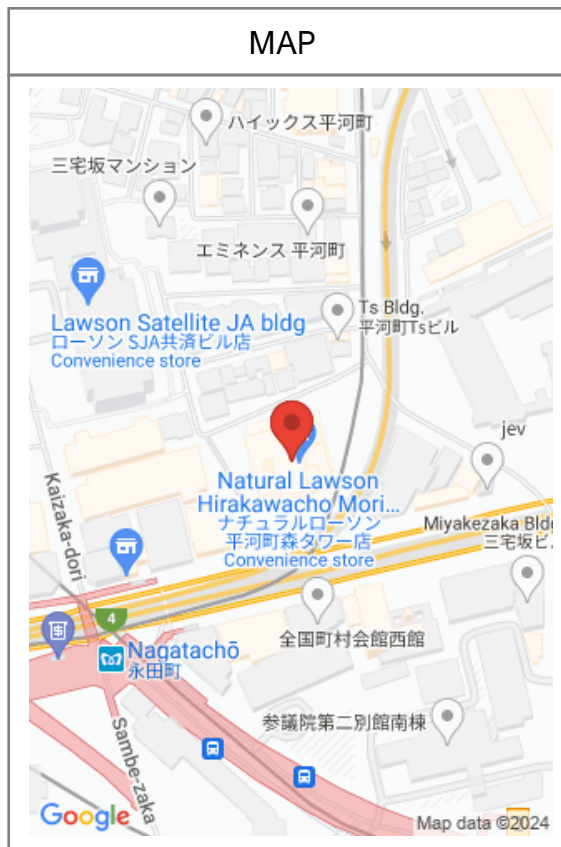 MAP
ハイックス平河町
三宅坂マンション
エミネンス 平河町
Ts Bldg.
平河町Tsビル
Lawson Satellite JA bldg
ローソン SJA共済ビル店
Convenience store
jev
Natural Lawson
Hirakawacho Mori...
ナチュラルローソン
平河町森タワー店
Convenience store
Kaizaka-dori
Miyakezaka Bldg
三宅坂ビ
4
全国町村会館西館
Nagatachō
永田町
参議院第二別館南棟
Sambe-zaka
Google
Map data ©2024